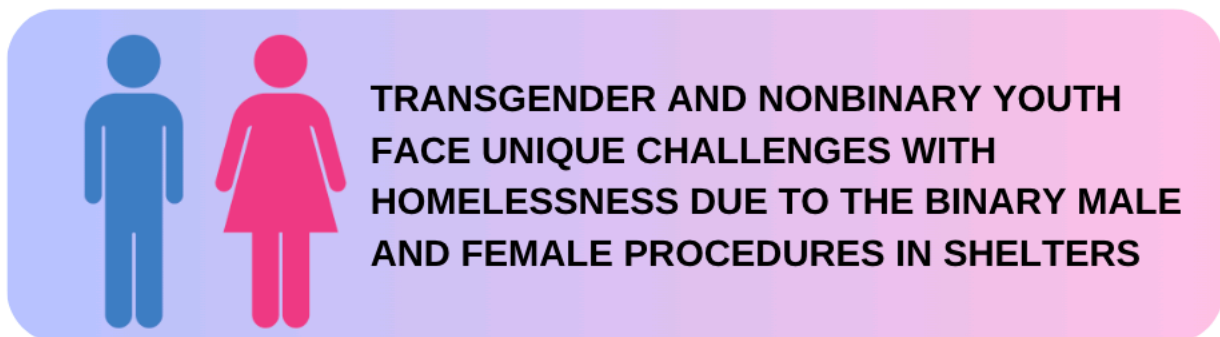 TRANSGENDER AND NONBINARY YOUTH
FACE UNIQUE CHALLENGES WITH
HOMELESSNESS DUE TO THE BINARY MALE
AND FEMALE PROCEDURES IN SHELTERS